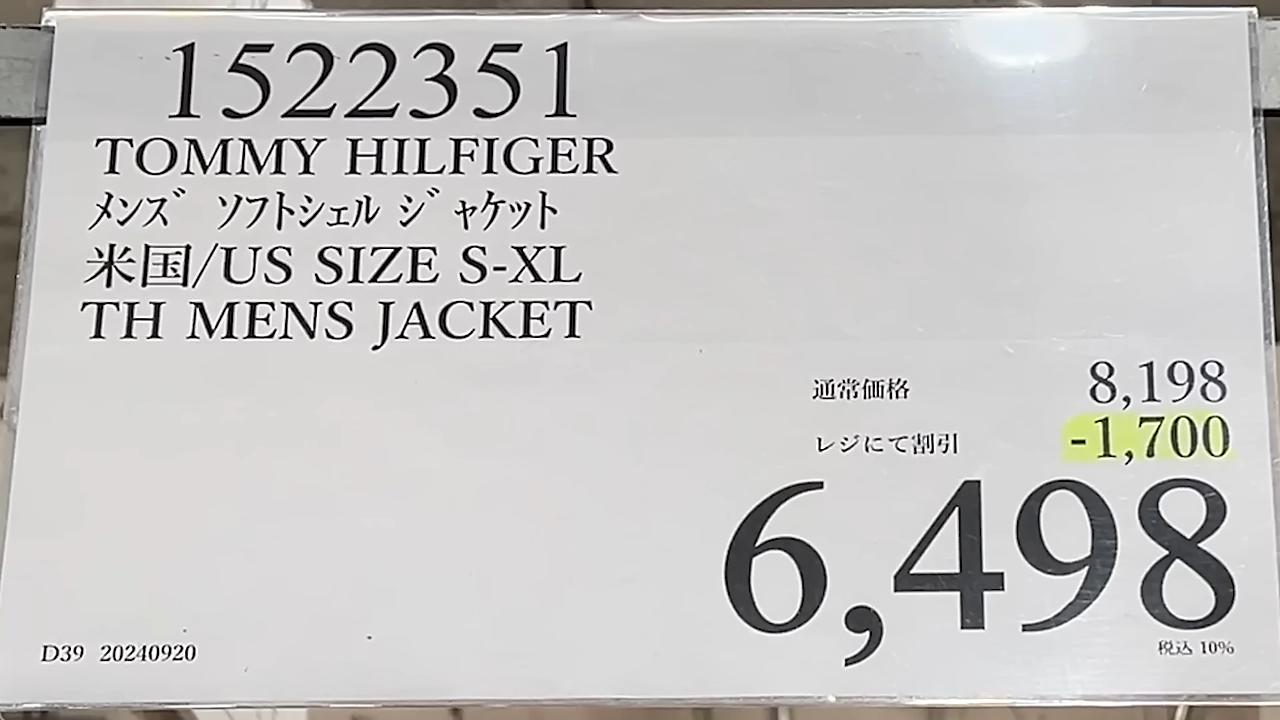 1522351
TOMMY HILFIGER
ﾒﾝｽﾞ ｿﾌﾄｼｪﾙ ｼﾞｬｹｯﾄ
米国/US SIZE S-XL
TH MENS JACKET
通常価格 8,198
レジにて割引 -1,700
6,498
税込 10%
D39 20240920